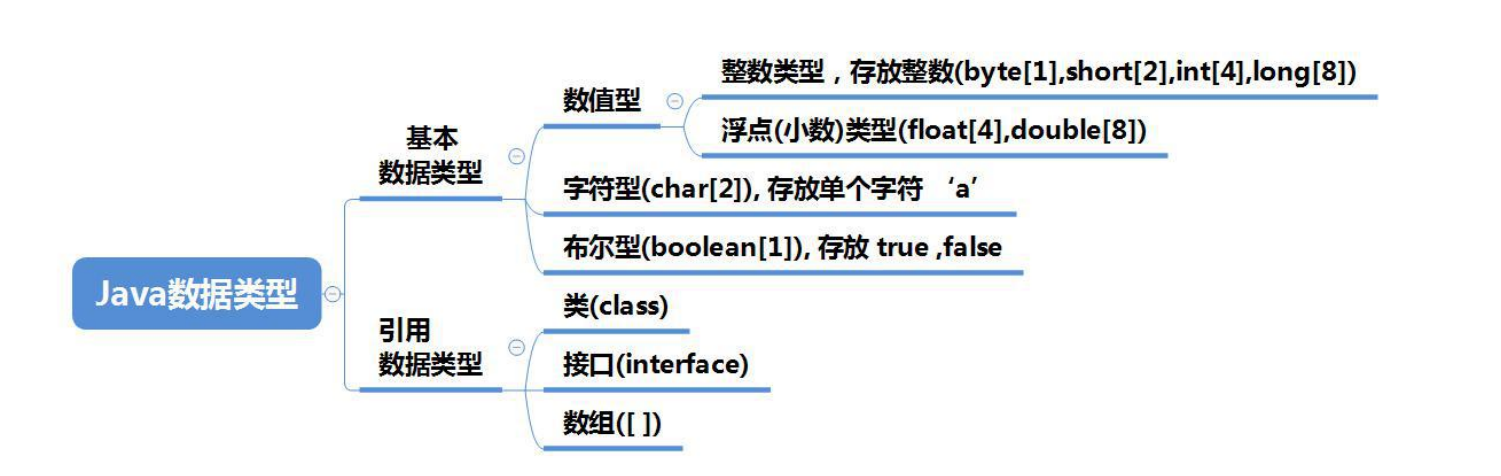 整数类型，存放整数(byte[1],short[2],int[4],long[8])
数值型
浮点(小数)类型(float[4],double[8])
基本
数据类型
字符型(char[2]), 存放单个字符 ‘a’
布尔型(boolean[1]), 存放 true ,false
Java数据类型
类(class)
引用
数据类型
接口(interface)
数组([ ])